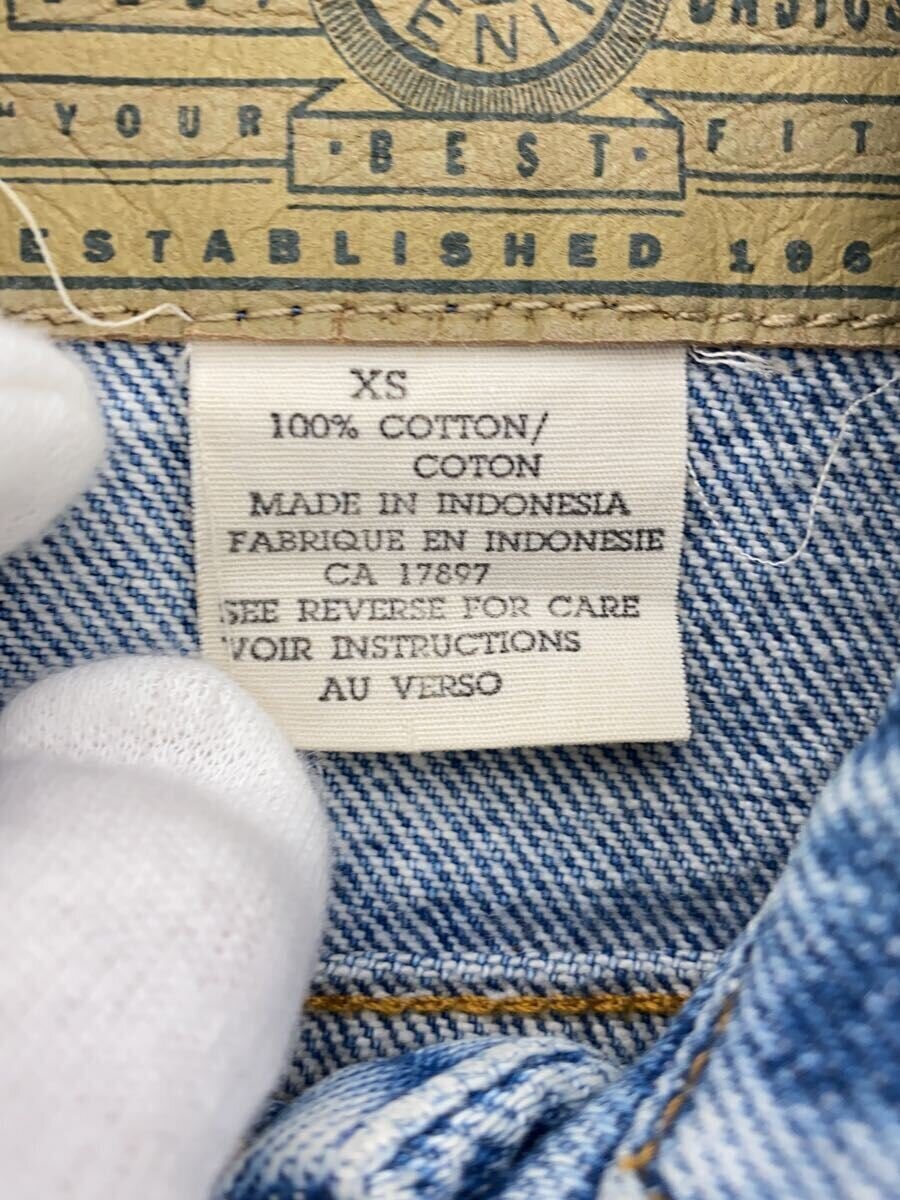 "YOUR BEST FIT
ESTABLISHED 196
XS
100% COTTON/
COTON
MADE IN INDONESIA
FABRIQUE EN INDONESIE
CA 17897
SEE REVERSE FOR CARE
VOIR INSTRUCTIONS
AU VERSO